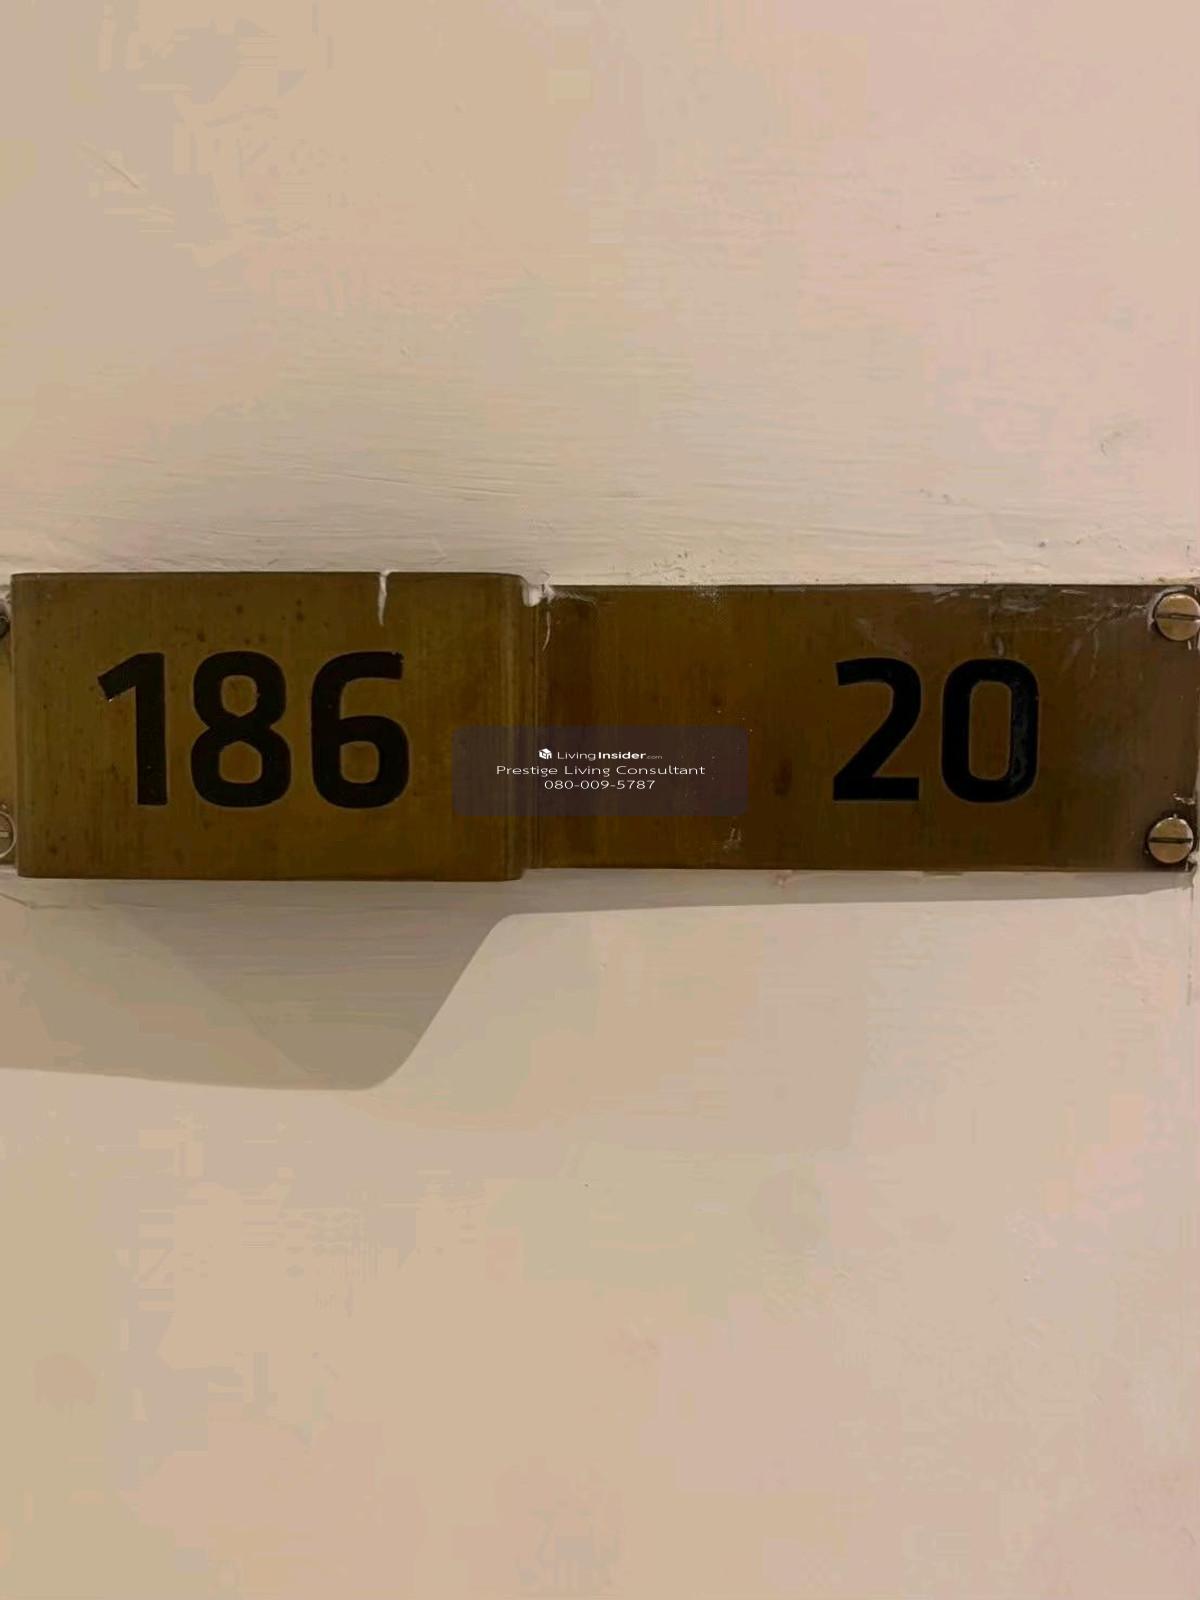 186 20
LivingInsider.com
Prestige Living Consultant
080-009-5787